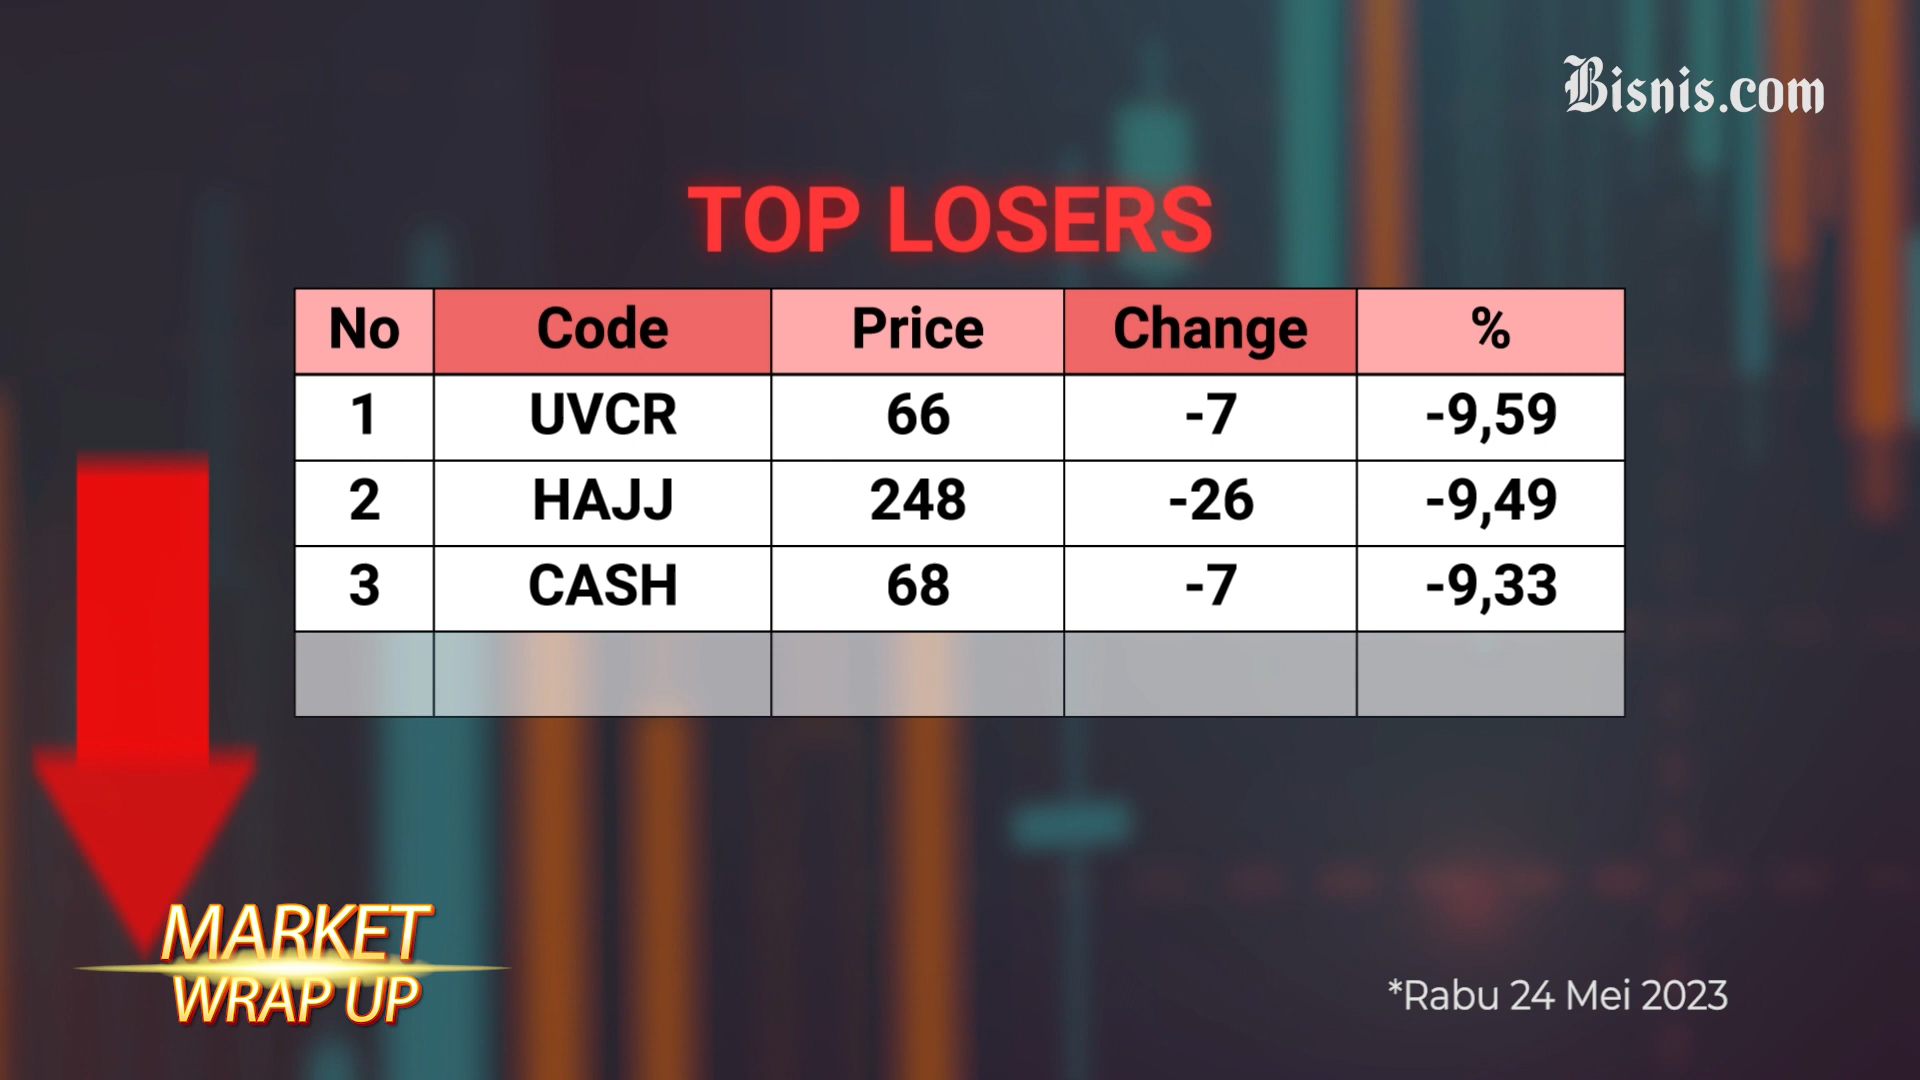 Bisnis.com
TOP LOSERS
No Code Price Change %
1 UVCR 66 -7 -9,59
2 HAJJ 248 -26 -9,49
3 CASH 68 -7 -9,33
MARKET
WRAP UP
*Rabu 24 Mei 2023